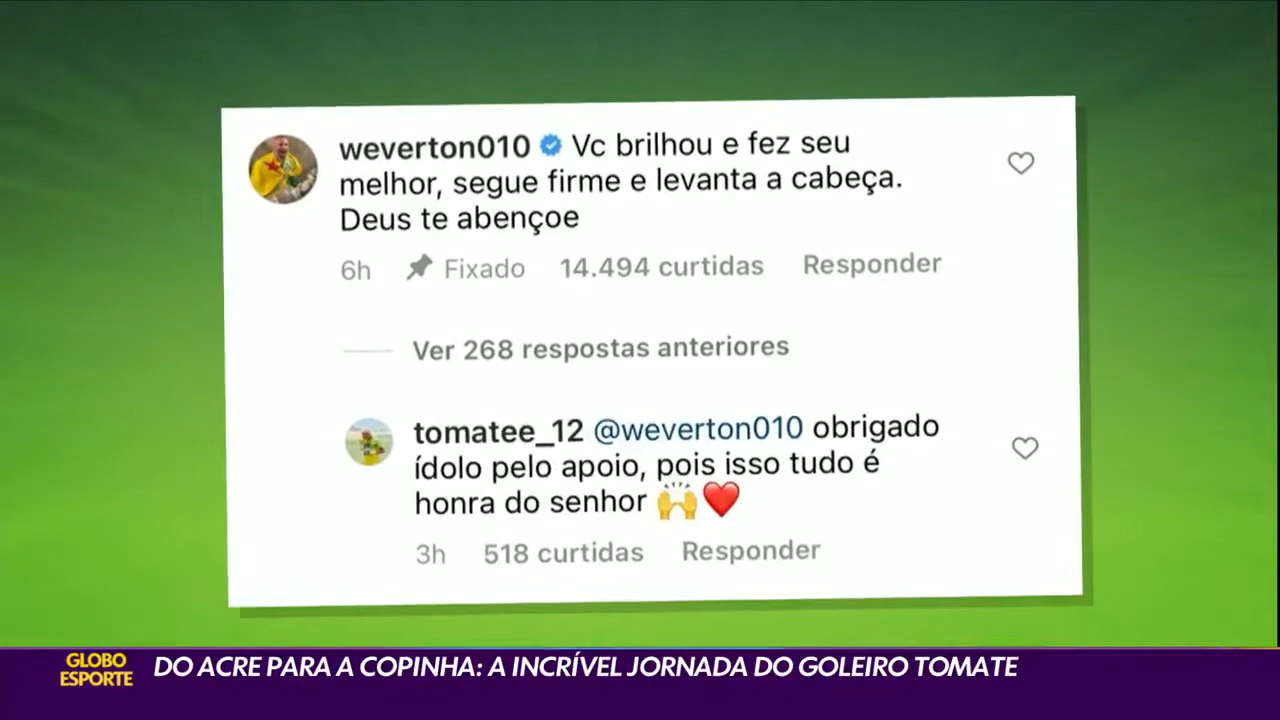 weverton010 Vc brilhou e fez seu
melhor, segue firme e levanta a cabeça.
Deus te abençoe
6h Fixado 14.494 curtidas Responder
Ver 268 respostas anteriores
tomatee_12 @weverton010 obrigado
ídolo pelo apoio, pois isso tudo é
honra do senhor 🙌❤️
3h 518 curtidas Responder
GLOBO
ESPORTE
DO ACRE PARA A COPINHA: A INCRÍVEL JORNADA DO GOLEIRO TOMATE